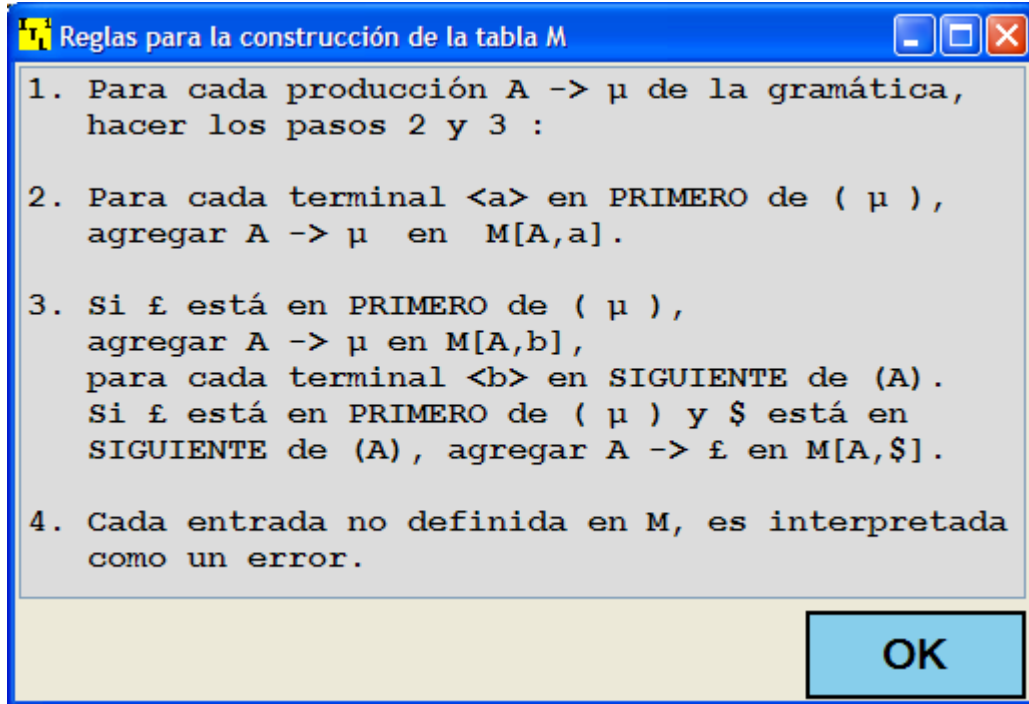 Reglas para la construcción de la tabla M
1. Para cada producción A -> µ de la gramática,
hacer los pasos 2 y 3 :
2. Para cada terminal <a> en PRIMERO de ( µ ),
agregar A -> µ en M[A,a].
3. Si £ está en PRIMERO de ( µ ),
agregar A -> µ en M[A,b],
para cada terminal <b> en SIGUIENTE de (A).
Si £ está en PRIMERO de ( µ ) y $ está en
SIGUIENTE de (A), agregar A -> £ en M[A,$].
4. Cada entrada no definida en M, es interpretada
como un error.
OK